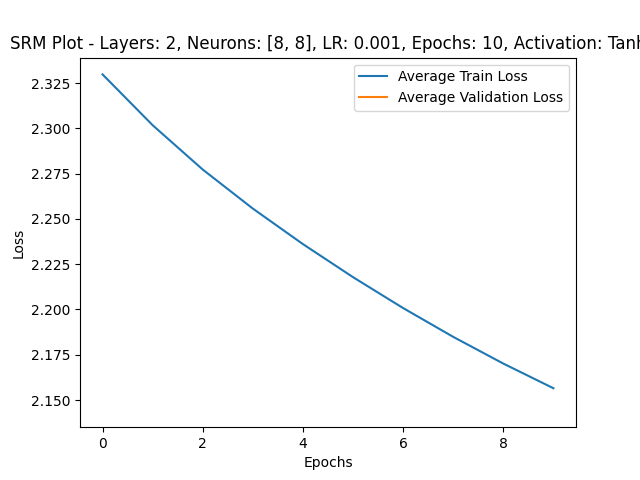 SRM Plot - Layers: 2, Neurons: [8, 8], LR: 0.001, Epochs: 10, Activation: Tanh
Average Train Loss
Average Validation Loss
2.325
2.300
2.275
2.250
2.225
2.200
2.175
2.150
Loss
0 2 4 6 8
Epochs